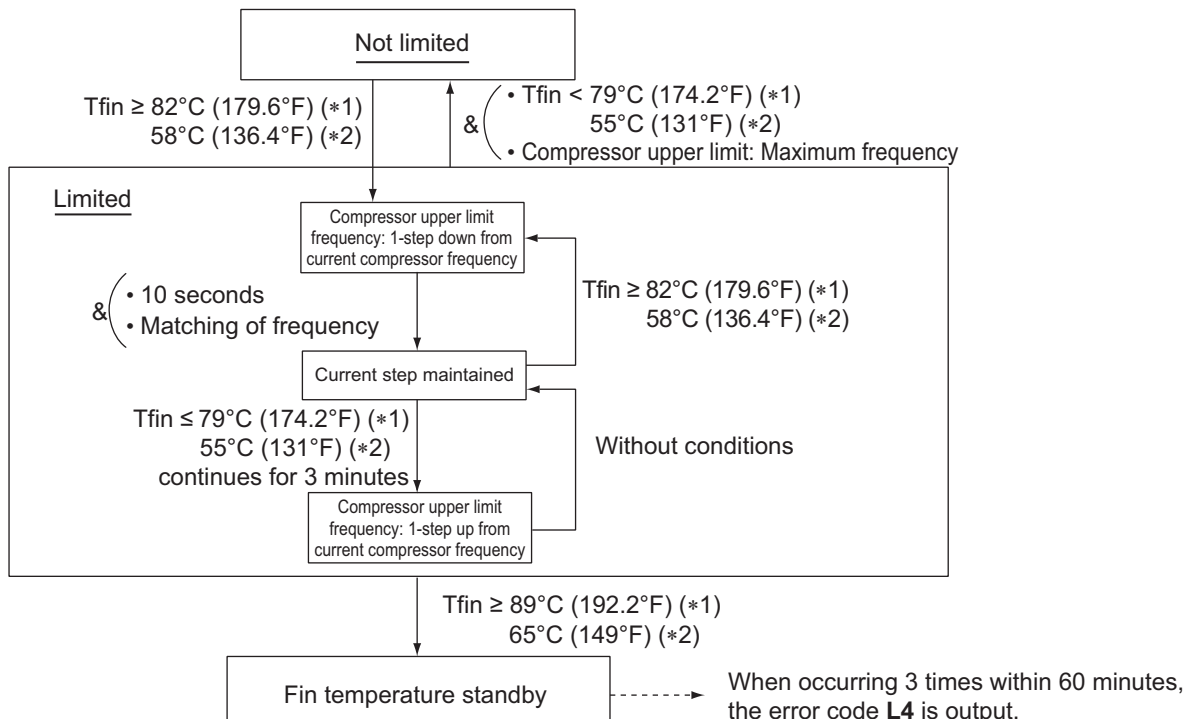 Not limited
Tfin ≥ 82°C (179.6°F) (*1)
58°C (136.4°F) (*2)
&
• Tfin < 79°C (174.2°F) (*1)
55°C (131°F) (*2)
• Compressor upper limit: Maximum frequency
Limited
Compressor upper limit
frequency: 1-step down from
current compressor frequency
&
• 10 seconds
• Matching of frequency
Tfin ≥ 82°C (179.6°F) (*1)
58°C (136.4°F) (*2)
Current step maintained
Tfin ≤ 79°C (174.2°F) (*1)
55°C (131°F) (*2)
continues for 3 minutes
Without conditions
Compressor upper limit
frequency: 1-step up from
current compressor frequency
Tfin ≥ 89°C (192.2°F) (*1)
65°C (149°F) (*2)
Fin temperature standby
When occurring 3 times within 60 minutes,
the error code L4 is output.